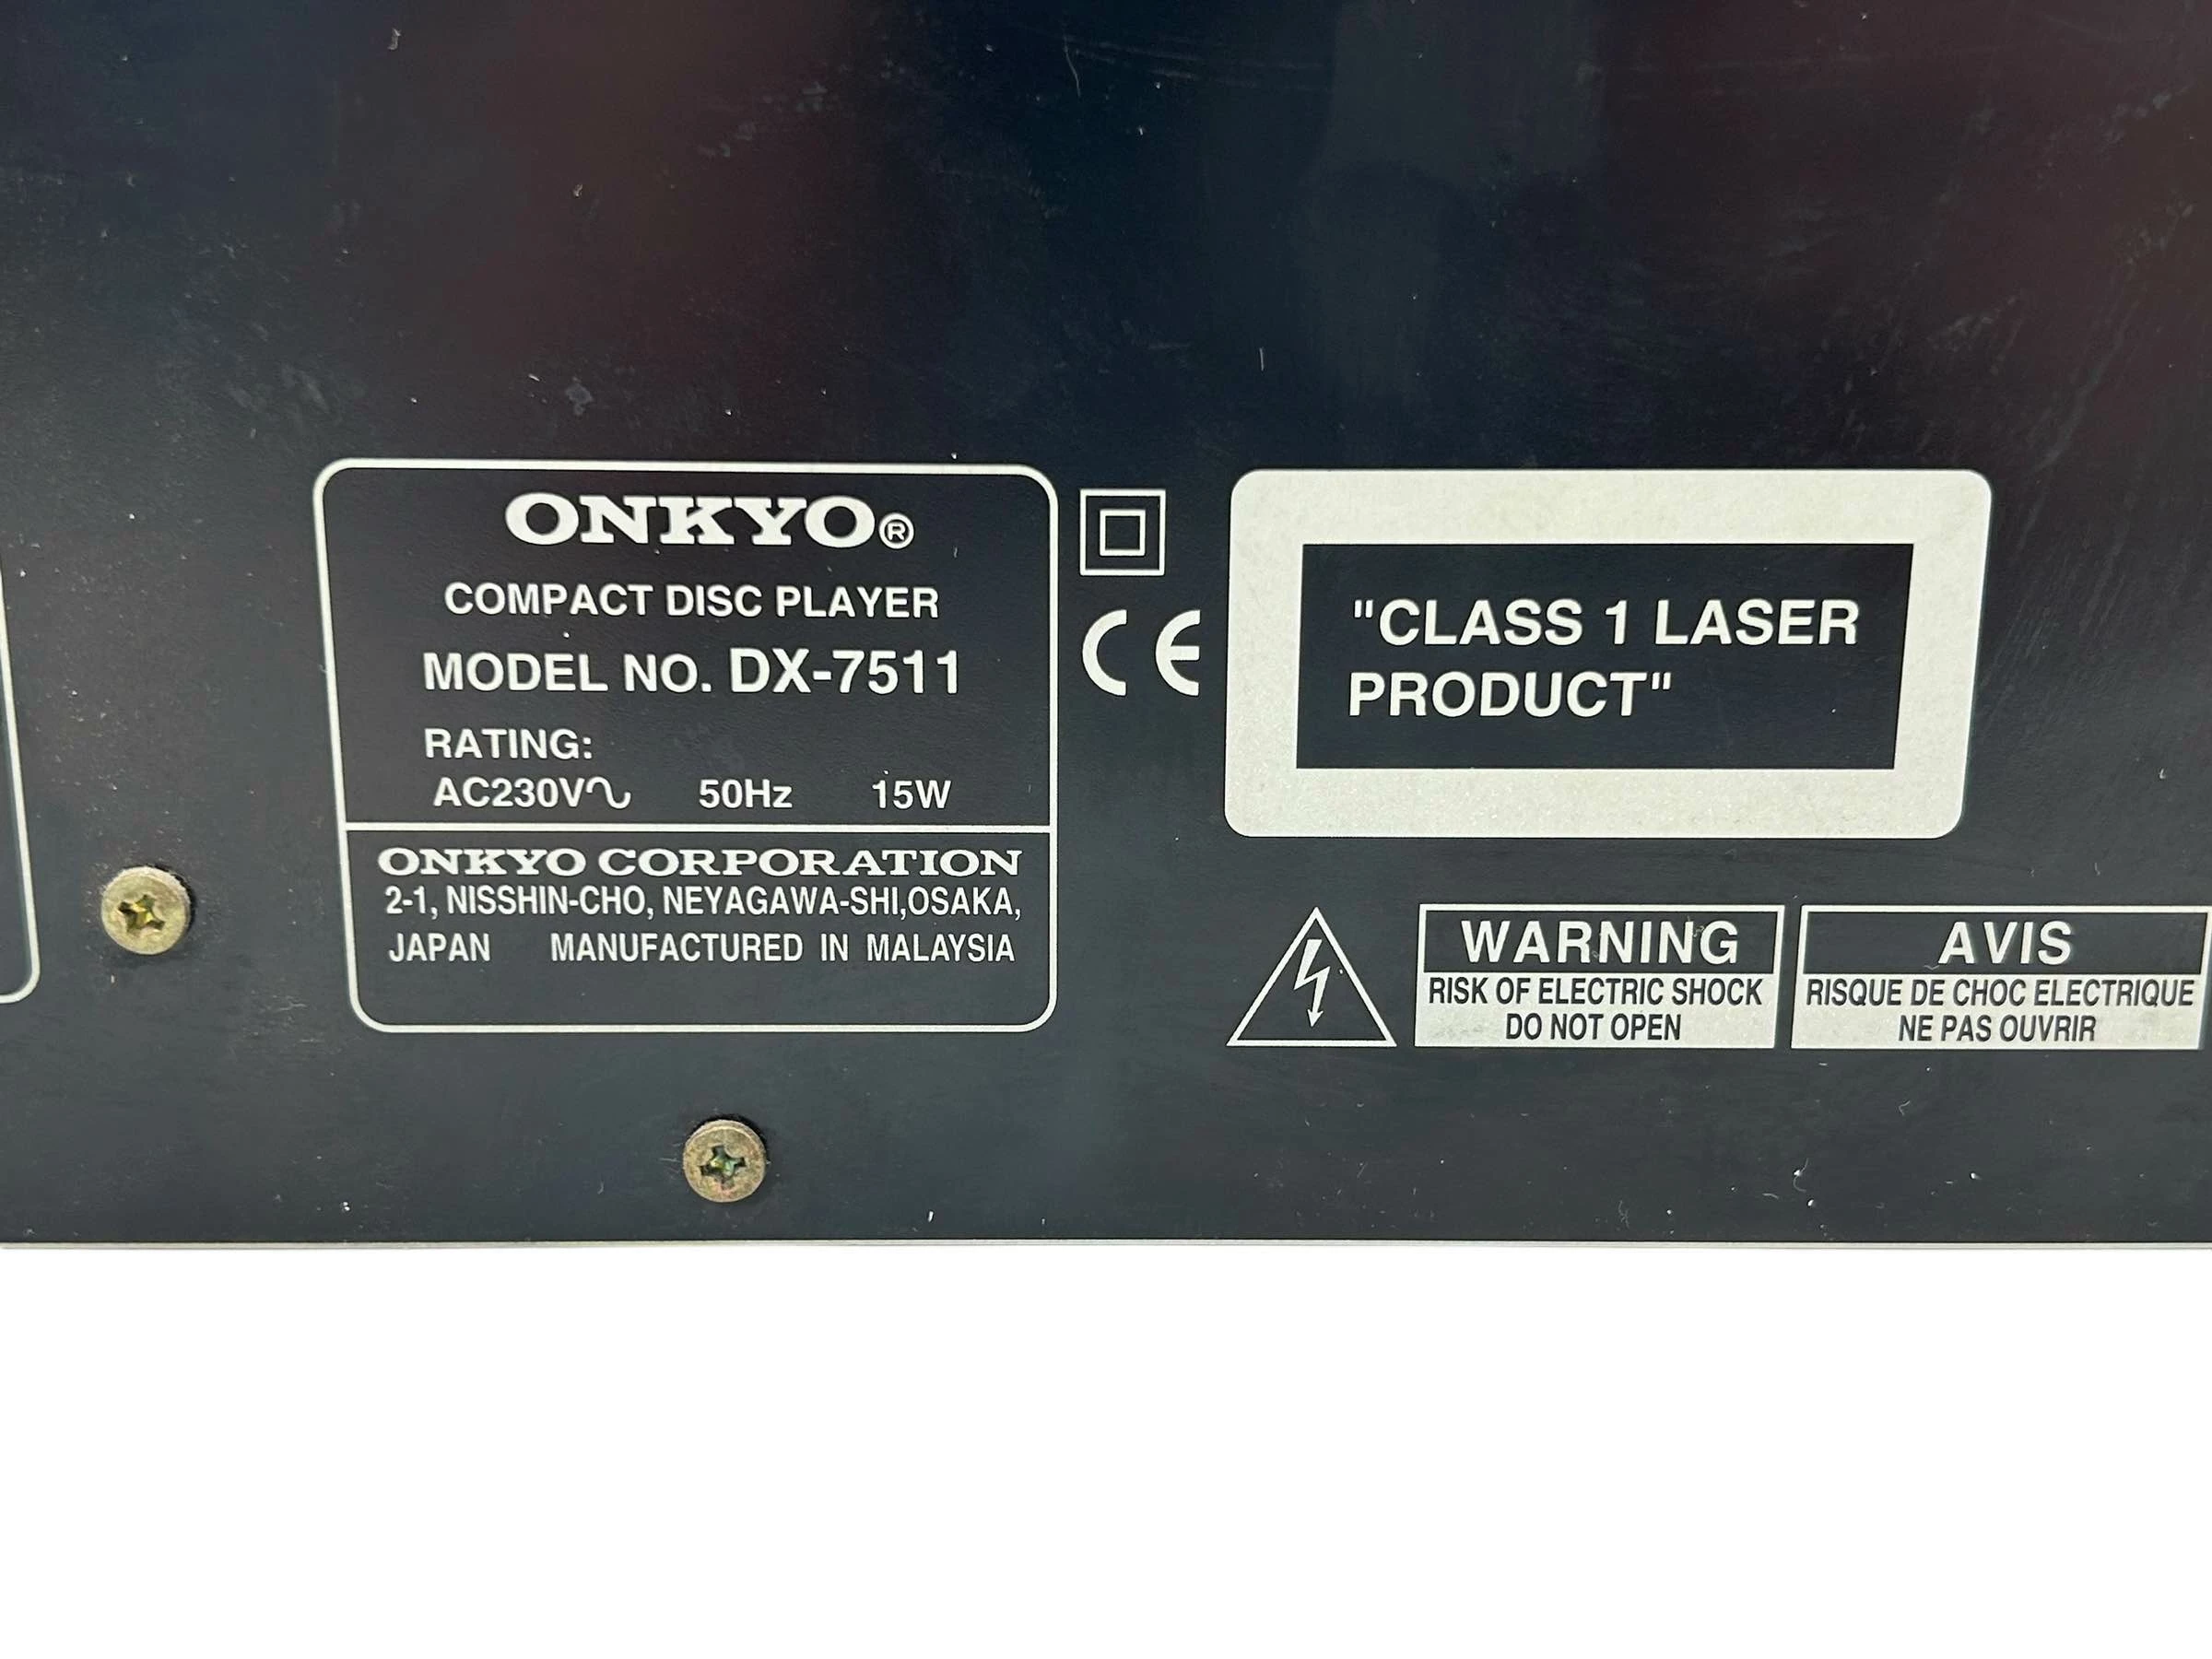 ONKYO®
COMPACT DISC PLAYER
MODEL NO. DX-7511
RATING:
AC230V∿ 50Hz 15W
ONKYO CORPORATION
2-1, NISSHIN-CHO, NEYAGAWA-SHI,OSAKA,
JAPAN MANUFACTURED IN MALAYSIA
CE
"CLASS 1 LASER
PRODUCT"
WARNING
RISK OF ELECTRIC SHOCK
DO NOT OPEN
AVIS
RISQUE DE CHOC ELECTRIQUE
NE PAS OUVRIR